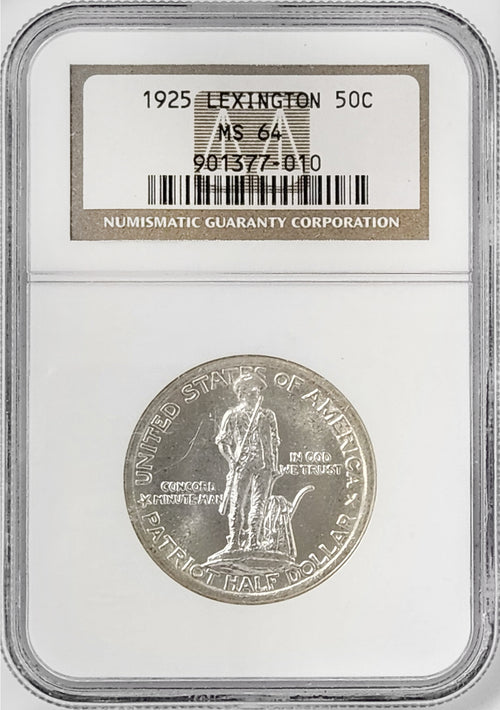 1925 LEXINGTON 50C
MS 64
901377-010
NUMISMATIC GUARANTY CORPORATION
UNITED STATES OF AMERICA
IN GOD
WE TRUST
CONCORD
MINUTE-MAN
PATRIOT HALF DOLLAR